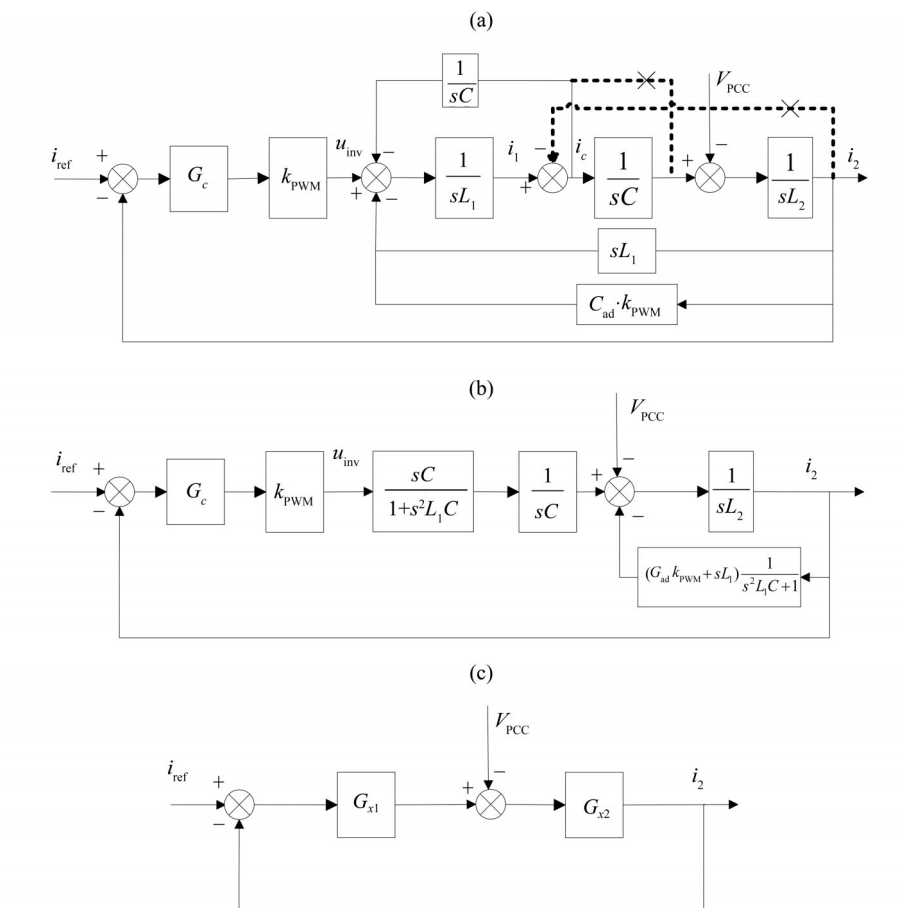 (a)
1/sC
V_PCC
i_ref + − G_c k_PWM u_inv − + − 1/sL_1 i_1 − + i_c 1/sC + − 1/sL_2 i_2
sL_1
C_ad·k_PWM
(b)
V_PCC
i_ref + − G_c k_PWM u_inv sC/(1+s²L_1C) 1/sC + − − 1/sL_2 i_2
(G_ad k_PWM + sL_1) 1/(s²L_1C+1)
(c)
V_PCC
i_ref + − G_x1 + − G_x2 i_2